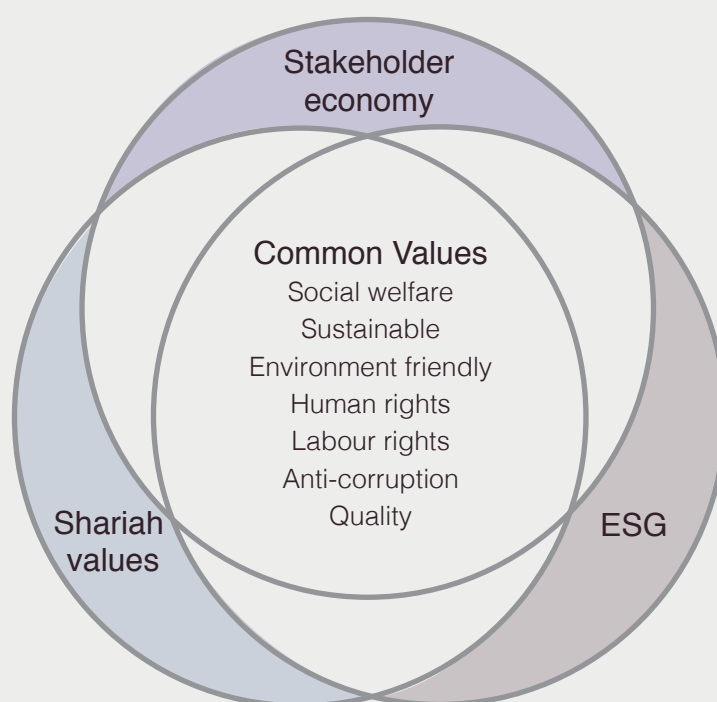 Stakeholder
economy
Common Values
Social welfare
Sustainable
Environment friendly
Human rights
Labour rights
Anti-corruption
Quality
Shariah
values
ESG